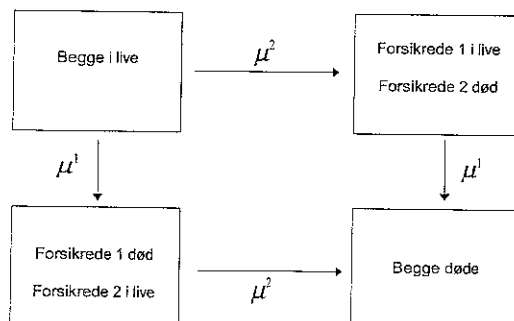 Begge i live
μ²
Forsikrede 1 i live
Forsikrede 2 død
μ¹
μ¹
Forsikrede 1 død
Forsikrede 2 i live
μ²
Begge døde